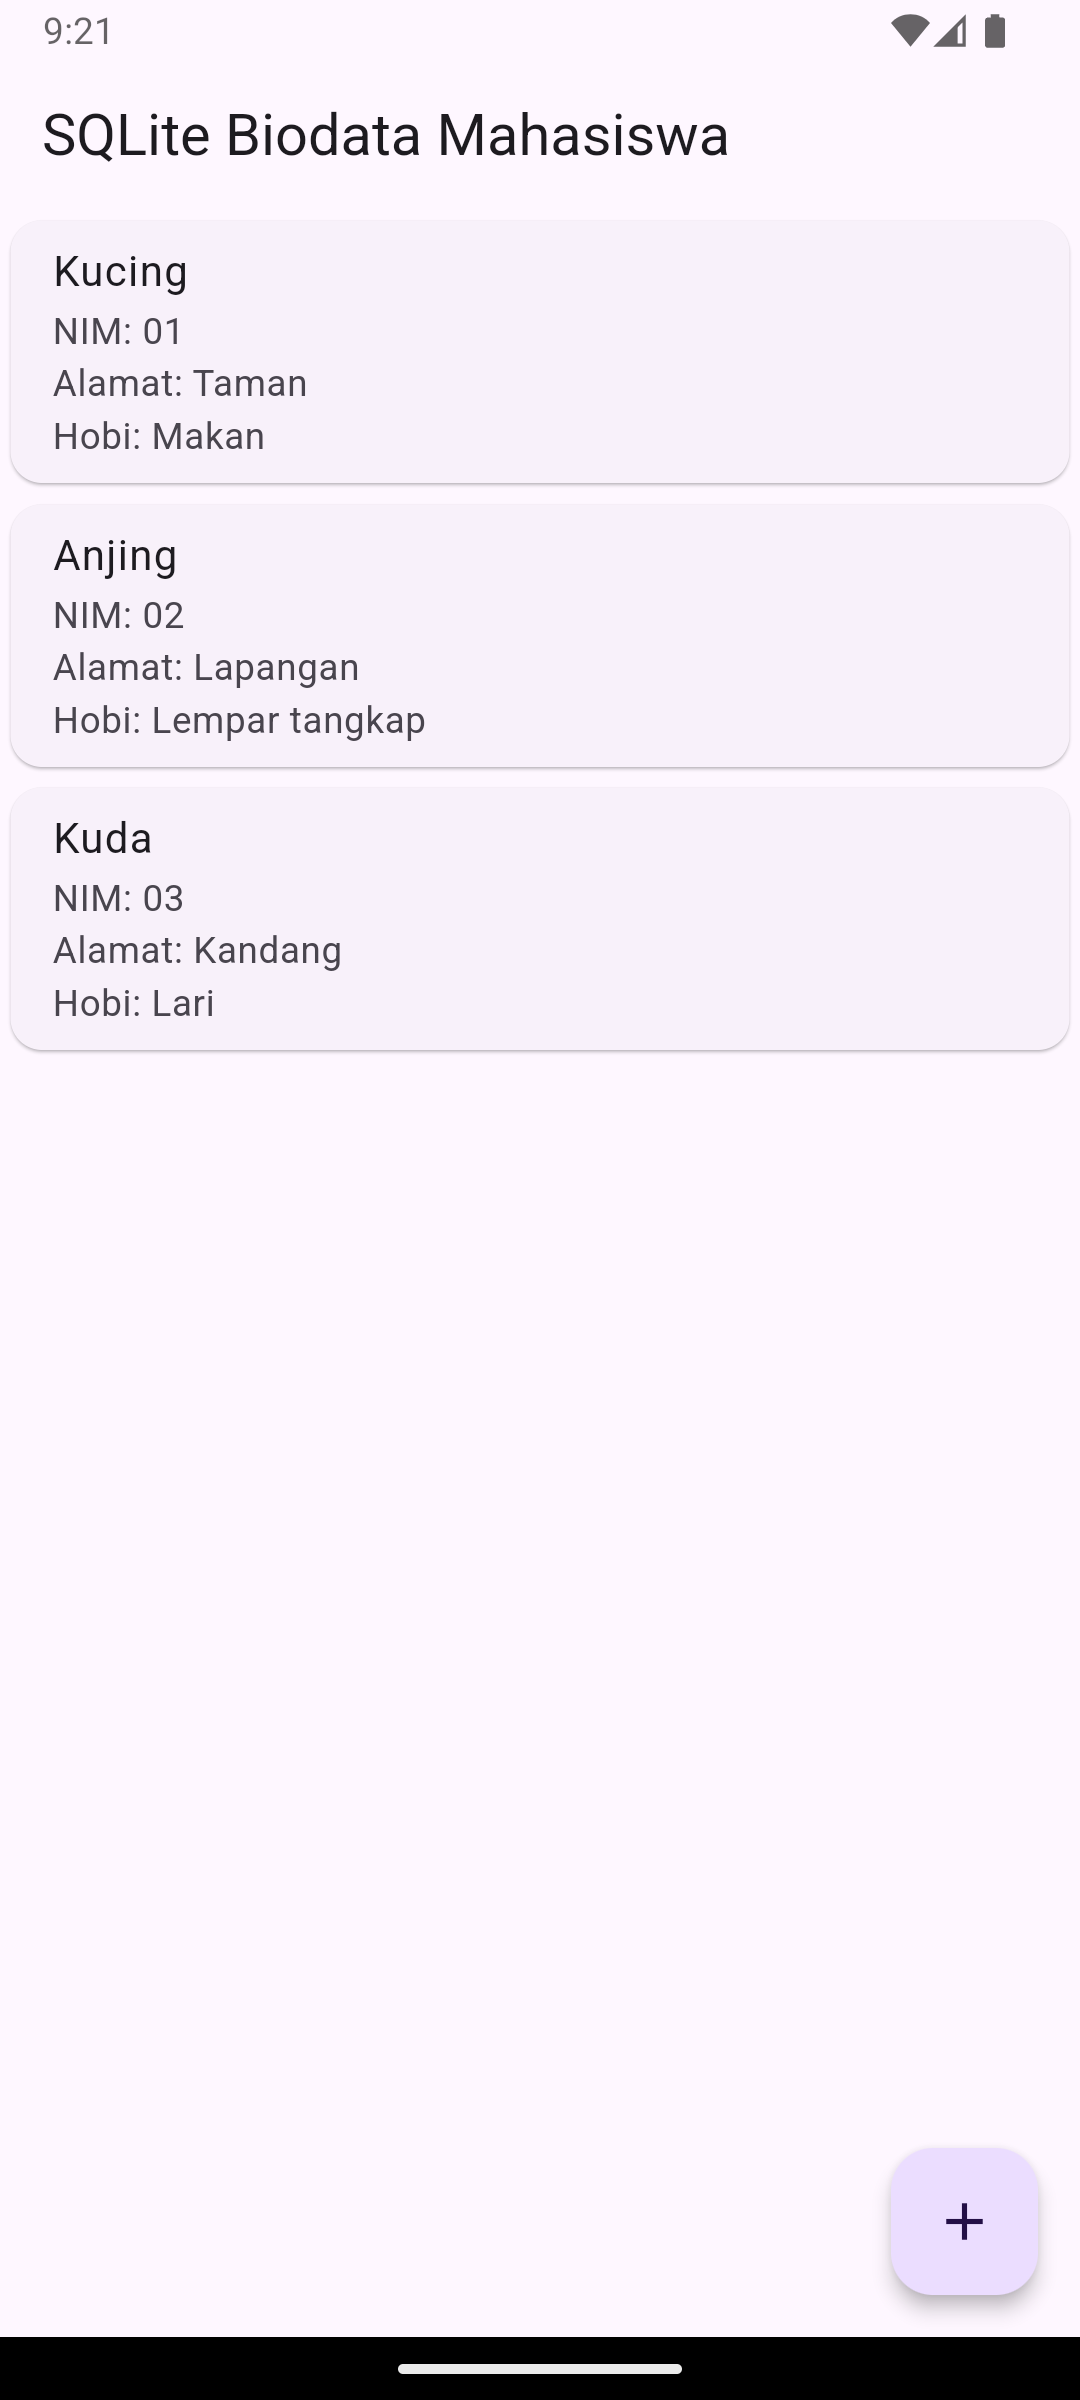 9:21
SQLite Biodata Mahasiswa
Kucing
NIM: 01
Alamat: Taman
Hobi: Makan
Anjing
NIM: 02
Alamat: Lapangan
Hobi: Lempar tangkap
Kuda
NIM: 03
Alamat: Kandang
Hobi: Lari